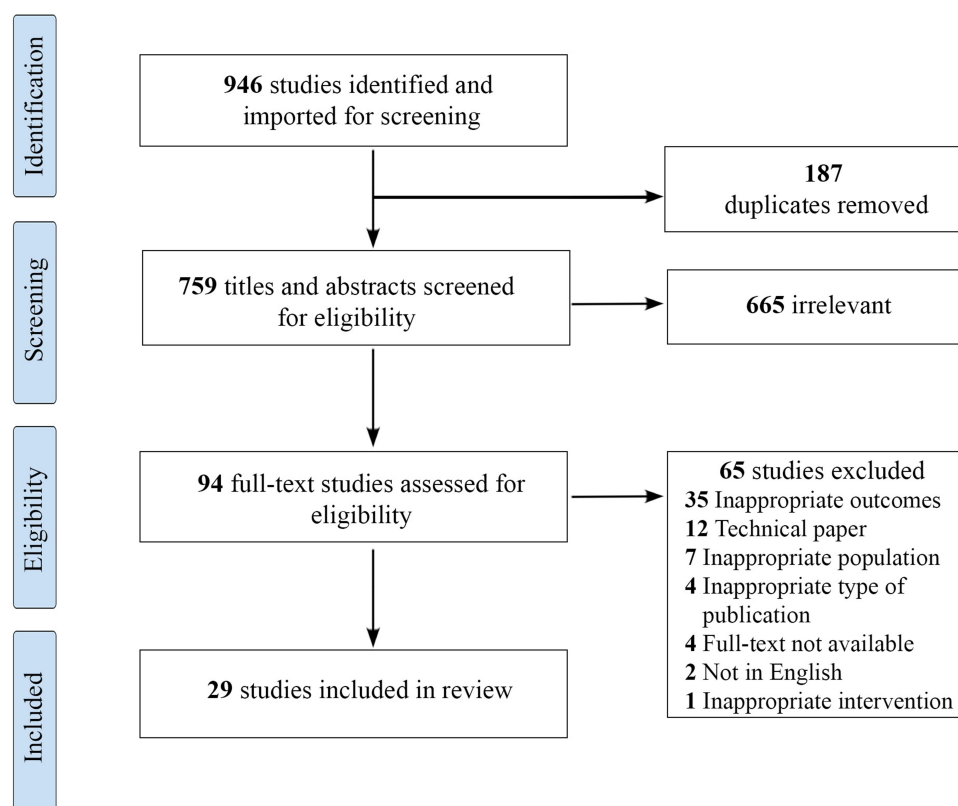 Identification
946 studies identified and
imported for screening
187
duplicates removed
Screening
759 titles and abstracts screened
for eligibility
665 irrelevant
Eligibility
94 full-text studies assessed for
eligibility
65 studies excluded
35 Inappropriate outcomes
12 Technical paper
7 Inappropriate population
4 Inappropriate type of
publication
4 Full-text not available
2 Not in English
1 Inappropriate intervention
Included
29 studies included in review